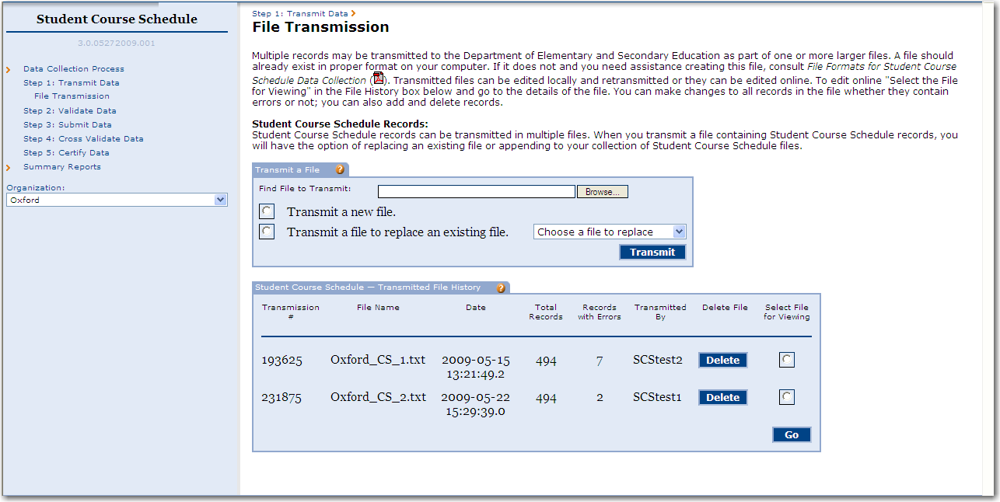 Student Course Schedule
3.0.05272009.001
Data Collection Process
Step 1: Transmit Data
File Transmission
Step 2: Validate Data
Step 3: Submit Data
Step 4: Cross Validate Data
Step 5: Certify Data
Summary Reports
Organization:
Oxford
Step 1: Transmit Data
File Transmission
Multiple records may be transmitted to the Department of Elementary and Secondary Education as part of one or more larger files. A file should
already exist in proper format on your computer. If it does not and you need assistance creating this file, consult File Formats for Student Course
Schedule Data Collection ( ). Transmitted files can be edited locally and retransmitted or they can be edited online. To edit online "Select the File
for Viewing" in the File History box below and go to the details of the file. You can make changes to all records in the file whether they contain
errors or not; you can also add and delete records.
Student Course Schedule Records:
Student Course Schedule records can be transmitted in multiple files. When you transmit a file containing Student Course Schedule records, you
will have the option of replacing an existing file or appending to your collection of Student Course Schedule files.
Transmit a File ?
Find File to Transmit: Browse...
Transmit a new file.
Transmit a file to replace an existing file. Choose a file to replace
Transmit
Student Course Schedule — Transmitted File History ?
Transmission File Name Date Total Records Transmitted Delete File Select File
# Records with Errors By for Viewing
193625 Oxford_CS_1.txt 2009-05-15 494 7 SCStest2 Delete
13:21:49.2
231875 Oxford_CS_2.txt 2009-05-22 494 2 SCStest1 Delete
15:29:39.0
Go